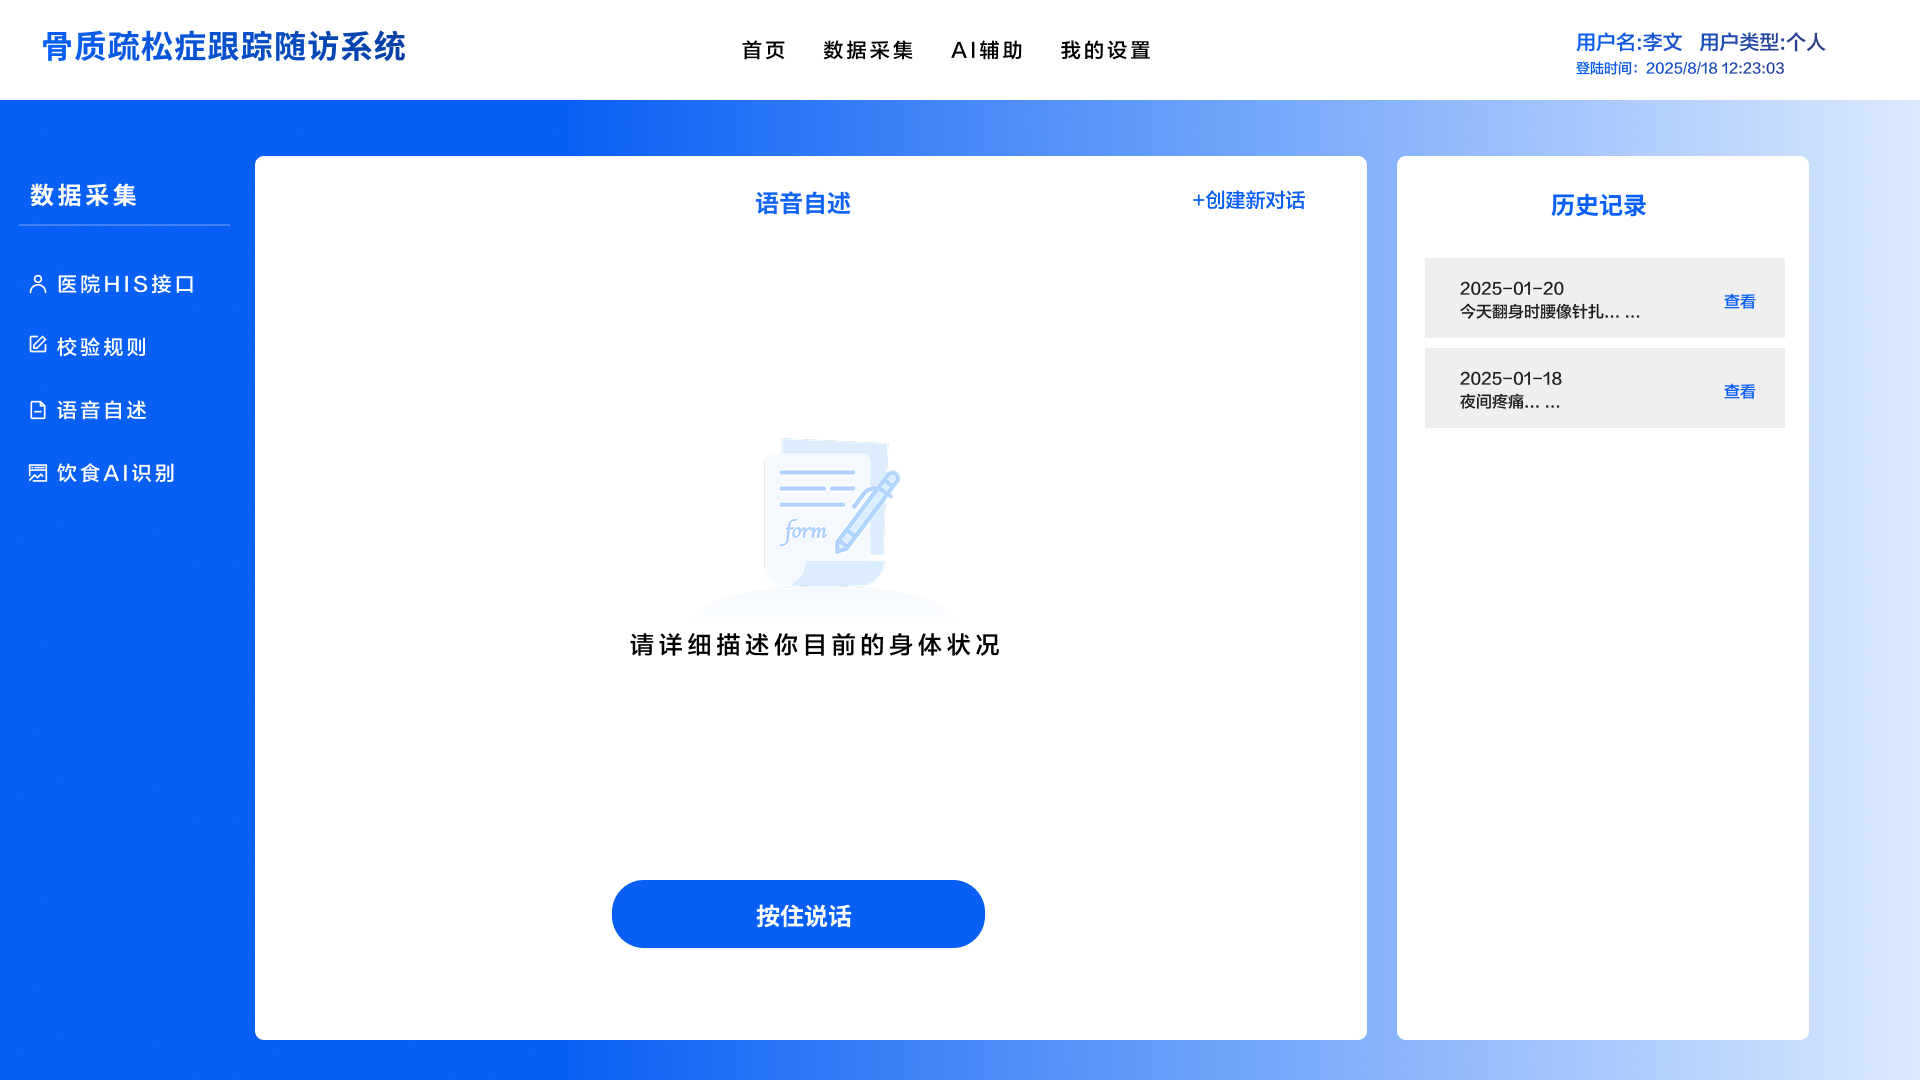 骨质疏松症跟踪随访系统
首页 数据采集 AI辅助 我的设置
用户名:李文 用户类型:个人
登陆时间：2025/8/18 12:23:03
数据采集
医院HIS接口
校验规则
语音自述
饮食AI识别
语音自述
+创建新对话
form
请详细描述你目前的身体状况
按住说话
历史记录
2025-01-20
今天翻身时腰像针扎... ...
查看
2025-01-18
夜间疼痛... ...
查看